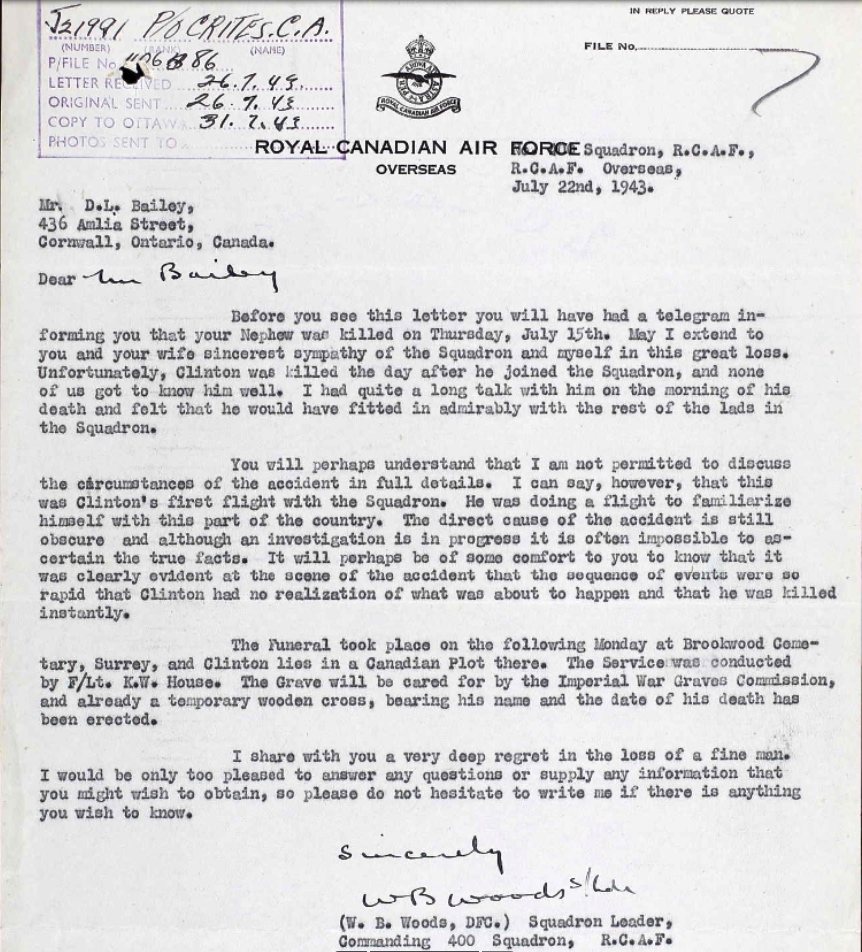 IN REPLY PLEASE QUOTE
FILE No.
J21991 P/O CRITES. C.A.
(NUMBER) (RANK) (NAME)
P/FILE No. 86
LETTER RECEIVED 26.7.43.
ORIGINAL SENT 26.7.43
COPY TO OTTAWA 31.7.43
PHOTOS SENT TO
ROYAL CANADIAN AIR FORCE
ROYAL CANADIAN AIR FORCE
OVERSEAS
Squadron, R.C.A.F.,
R.C.A.F. Overseas,
July 22nd, 1943.
Mr. D.L. Bailey,
436 Amlia Street,
Cornwall, Ontario, Canada.
Dear Mr Bailey
Before you see this letter you will have had a telegram in-
forming you that your Nephew was killed on Thursday, July 15th. May I extend to
you and your wife sincerest sympathy of the Squadron and myself in this great loss.
Unfortunately, Clinton was killed the day after he joined the Squadron, and none
of us got to know him well. I had quite a long talk with him on the morning of his
death and felt that he would have fitted in admirably with the rest of the lads in
the Squadron.
You will perhaps understand that I am not permitted to discuss
the circumstances of the accident in full details. I can say, however, that this
was Clinton's first flight with the Squadron. He was doing a flight to familiarize
himself with this part of the country. The direct cause of the accident is still
obscure and although an investigation is in progress it is often impossible to as-
certain the true facts. It will perhaps be of some comfort to you to know that it
was clearly evident at the scene of the accident that the sequence of events were so
rapid that Clinton had no realization of what was about to happen and that he was killed
instantly.
The Funeral took place on the following Monday at Brookwood Ceme-
tary, Surrey, and Clinton lies in a Canadian Plot there. The Service was conducted
by F/Lt. K.W. House. The Grave will be cared for by the Imperial War Graves Commission,
and already a temporary wooden cross, bearing his name and the date of his death has
been erected.
I share with you a very deep regret in the loss of a fine man.
I would be only too pleased to answer any questions or supply any information that
you might wish to obtain, so please do not hesitate to write me if there is anything
you wish to know.
Sincerely
WB Woods S/Ldr
(W. B. Woods, DFC.) Squadron Leader,
Commanding 400 Squadron, R.C.A.F.